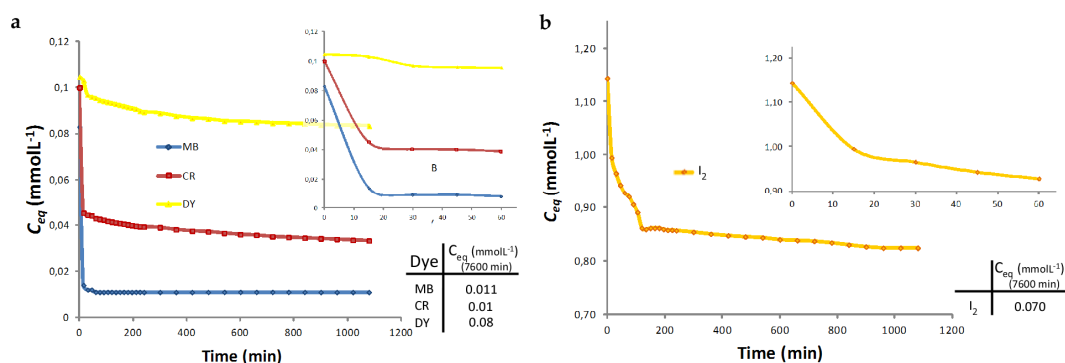 a
0,12
0,1
0,08
0,06
0,04
0,02
0
0 200 400 600 800 1000 1200
C_eq (mmolL⁻¹)
Time (min)
MB
CR
DY
0,12
0,1
0,08
0,06
0,04
0,02
0
0 10 20 30 40 50 60
B
Dye C_eq (mmolL⁻¹)
(7600 min)
MB 0.011
CR 0.01
DY 0.08
b
1,20
1,10
1,00
0,90
0,80
0,70
0 200 400 600 800 1000 1200
C_eq (mmolL⁻¹)
Time (min)
I₂
1,20
1,10
1,00
0,90
0 10 20 30 40 50 60
C_eq (mmolL⁻¹)
(7600 min)
I₂ 0.070